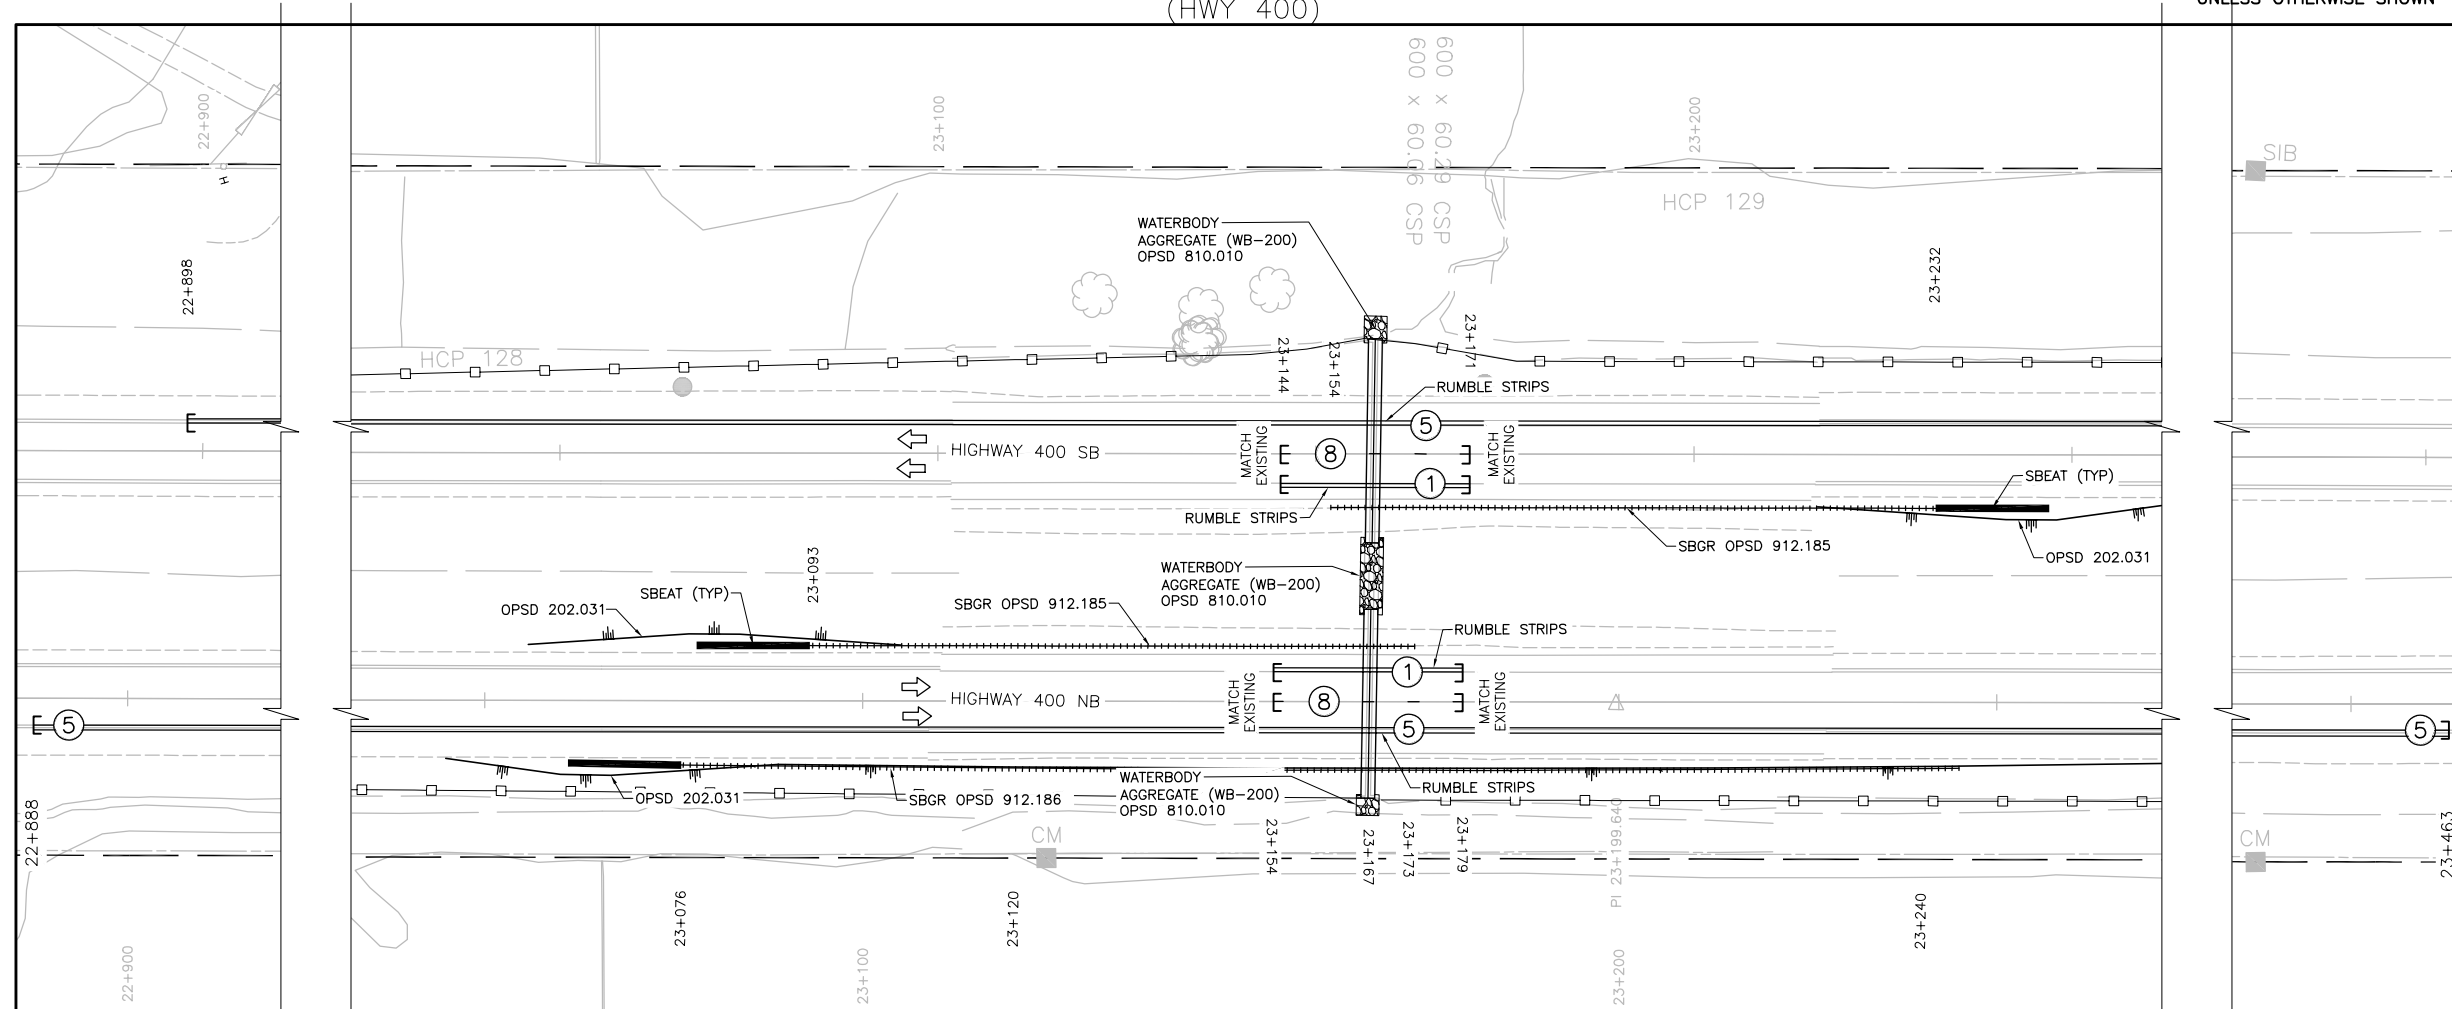 (HWY 400)
UNLESS OTHERWISE SHOWN
22+900
23+100
600 x 60.06 CSP
600 x 60.29 CSP
23+200
SIB
H
HCP 129
WATERBODY
AGGREGATE (WB-200)
OPSD 810.010
22+898
23+232
HCP 128
23+144
23+154
23+171
RUMBLE STRIPS
5
HIGHWAY 400 SB
MATCH
EXISTING
8
MATCH
EXISTING
1
RUMBLE STRIPS
SBEAT (TYP)
SBGR OPSD 912.185
OPSD 202.031
23+093
WATERBODY
AGGREGATE (WB-200)
OPSD 810.010
SBEAT (TYP)
OPSD 202.031
SBGR OPSD 912.185
RUMBLE STRIPS
1
HIGHWAY 400 NB
MATCH
EXISTING
8
MATCH
EXISTING
5
5
5
OPSD 202.031
SBGR OPSD 912.186
WATERBODY
AGGREGATE (WB-200)
OPSD 810.010
RUMBLE STRIPS
22+888
CM
23+154
23+167
23+173
23+179
PI 23+199.640
CM
23+463
23+076
23+120
23+240
22+900
23+100
23+200